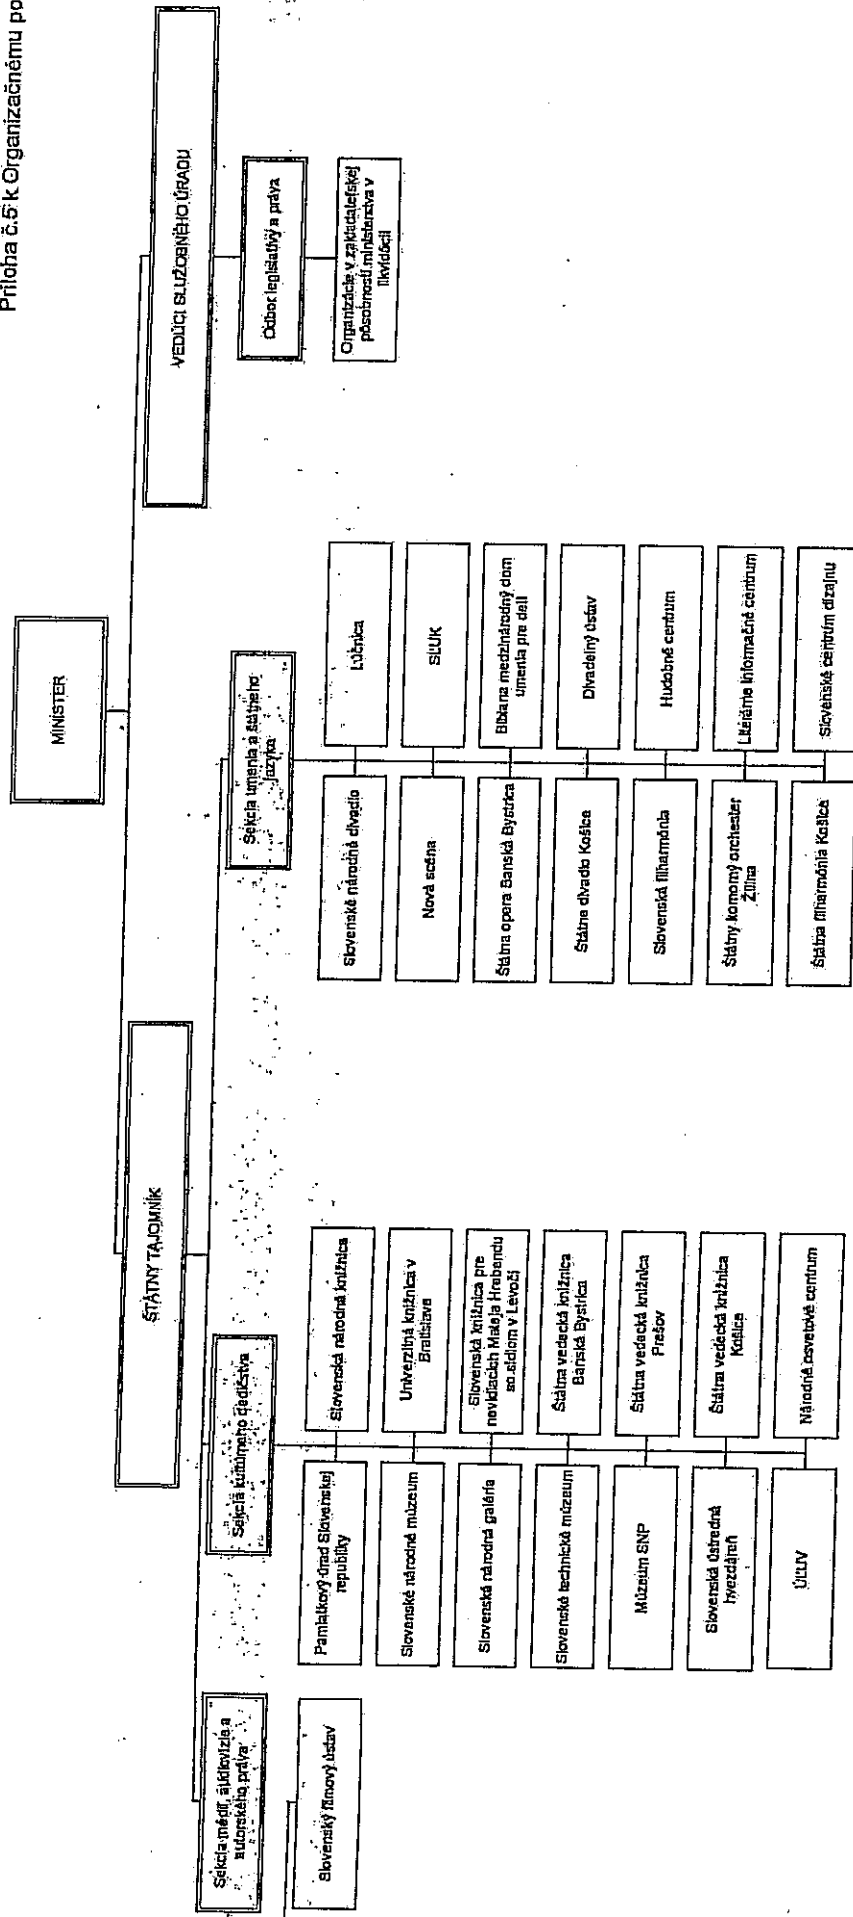 Príloha č.5 k Organizačnému po
MINISTER
ŠTÁTNY TAJOMNÍK
VEDÚCI SLUŽOBNÉHO ÚRADU
Sekcia médií, audiovízie a
autorského práva
Sekcia kultúrneho dedičstva
Sekcia umenia a štátneho
jazyka
Odbor legislatívy a práva
Slovenský filmový ústav
Pamiatkový úrad Slovenskej
republiky
Slovenská národná knižnica
Slovenské národné múzeum
Univerzitná knižnica v
Bratislave
Slovenská národná galéria
Slovenská knižnica pre
nevidiacich Mateja Hrebendu
so sídlom v Levoči
Slovenské technické múzeum
Štátna vedecká knižnica
Banská Bystrica
Múzeum SNP
Štátna vedecká knižnica
Prešov
Slovenská ústredná
hvezdáreň
Štátna vedecká knižnica
Košice
ÚĽUV
Národné osvetové centrum
Slovenské národné divadlo
Lúčnica
Nová scéna
SĽUK
Štátna opera Banská Bystrica
Bibiana medzinárodný dom
umenia pre deti
Štátne divadlo Košice
Divadelný ústav
Slovenská filharmónia
Hudobné centrum
Štátny komorný orchester
Žilina
Literárne informačné centrum
Štátna filharmónia Košice
Slovenské centrum dizajnu
Organizácie v zakladateľskej
pôsobnosti ministerstva v
likvidácii